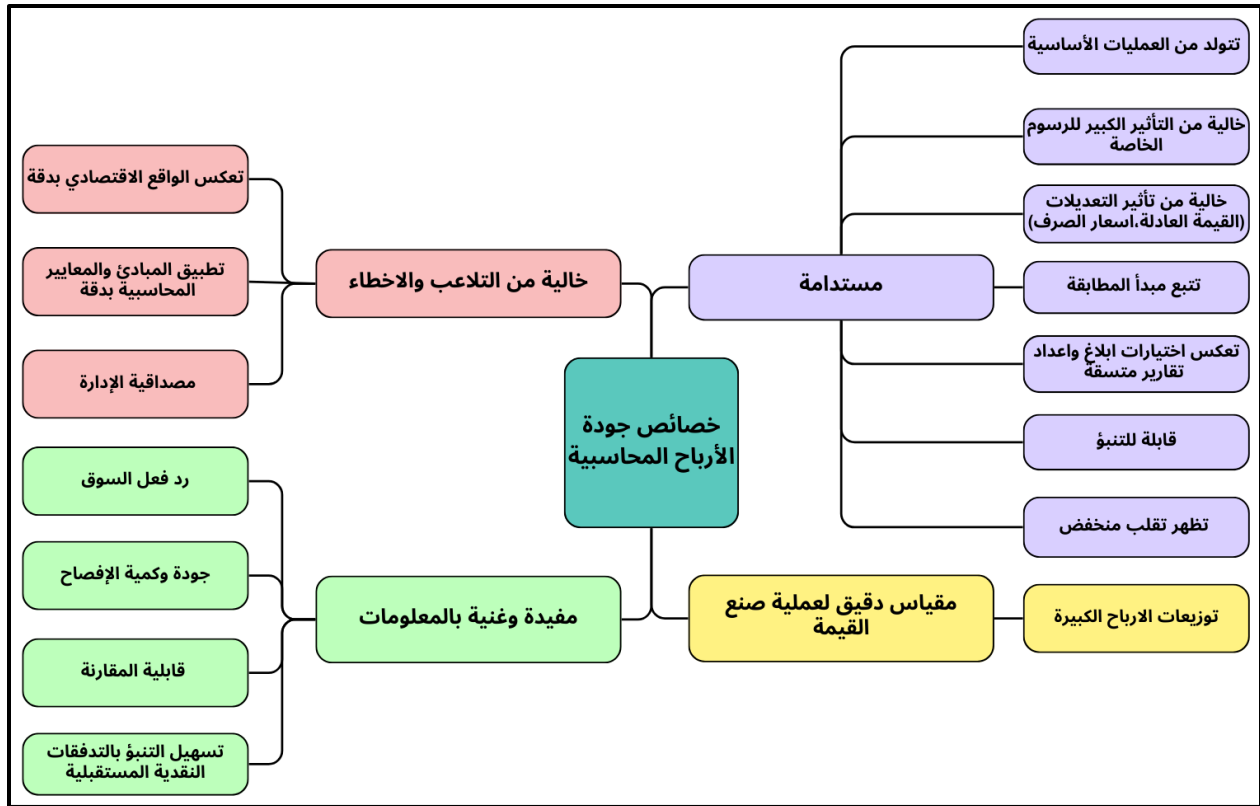 خصائص جودة
الأرباح المحاسبية
مستدامة
تتولد من العمليات الأساسية
خالية من التأثير الكبير للرسوم
الخاصة
خالية من تأثير التعديلات
(القيمة العادلة،اسعار الصرف)
تتبع مبدأ المطابقة
تعكس اختيارات ابلاغ واعداد
تقارير متسقة
قابلة للتنبؤ
تظهر تقلب منخفض
مقياس دقيق لعملية صنع
القيمة
توزيعات الارباح الكبيرة
خالية من التلاعب والاخطاء
تعكس الواقع الاقتصادي بدقة
تطبيق المبادئ والمعايير
المحاسبية بدقة
مصداقية الإدارة
مفيدة وغنية بالمعلومات
رد فعل السوق
جودة وكمية الإفصاح
قابلية المقارنة
تسهيل التنبؤ بالتدفقات
النقدية المستقبلية